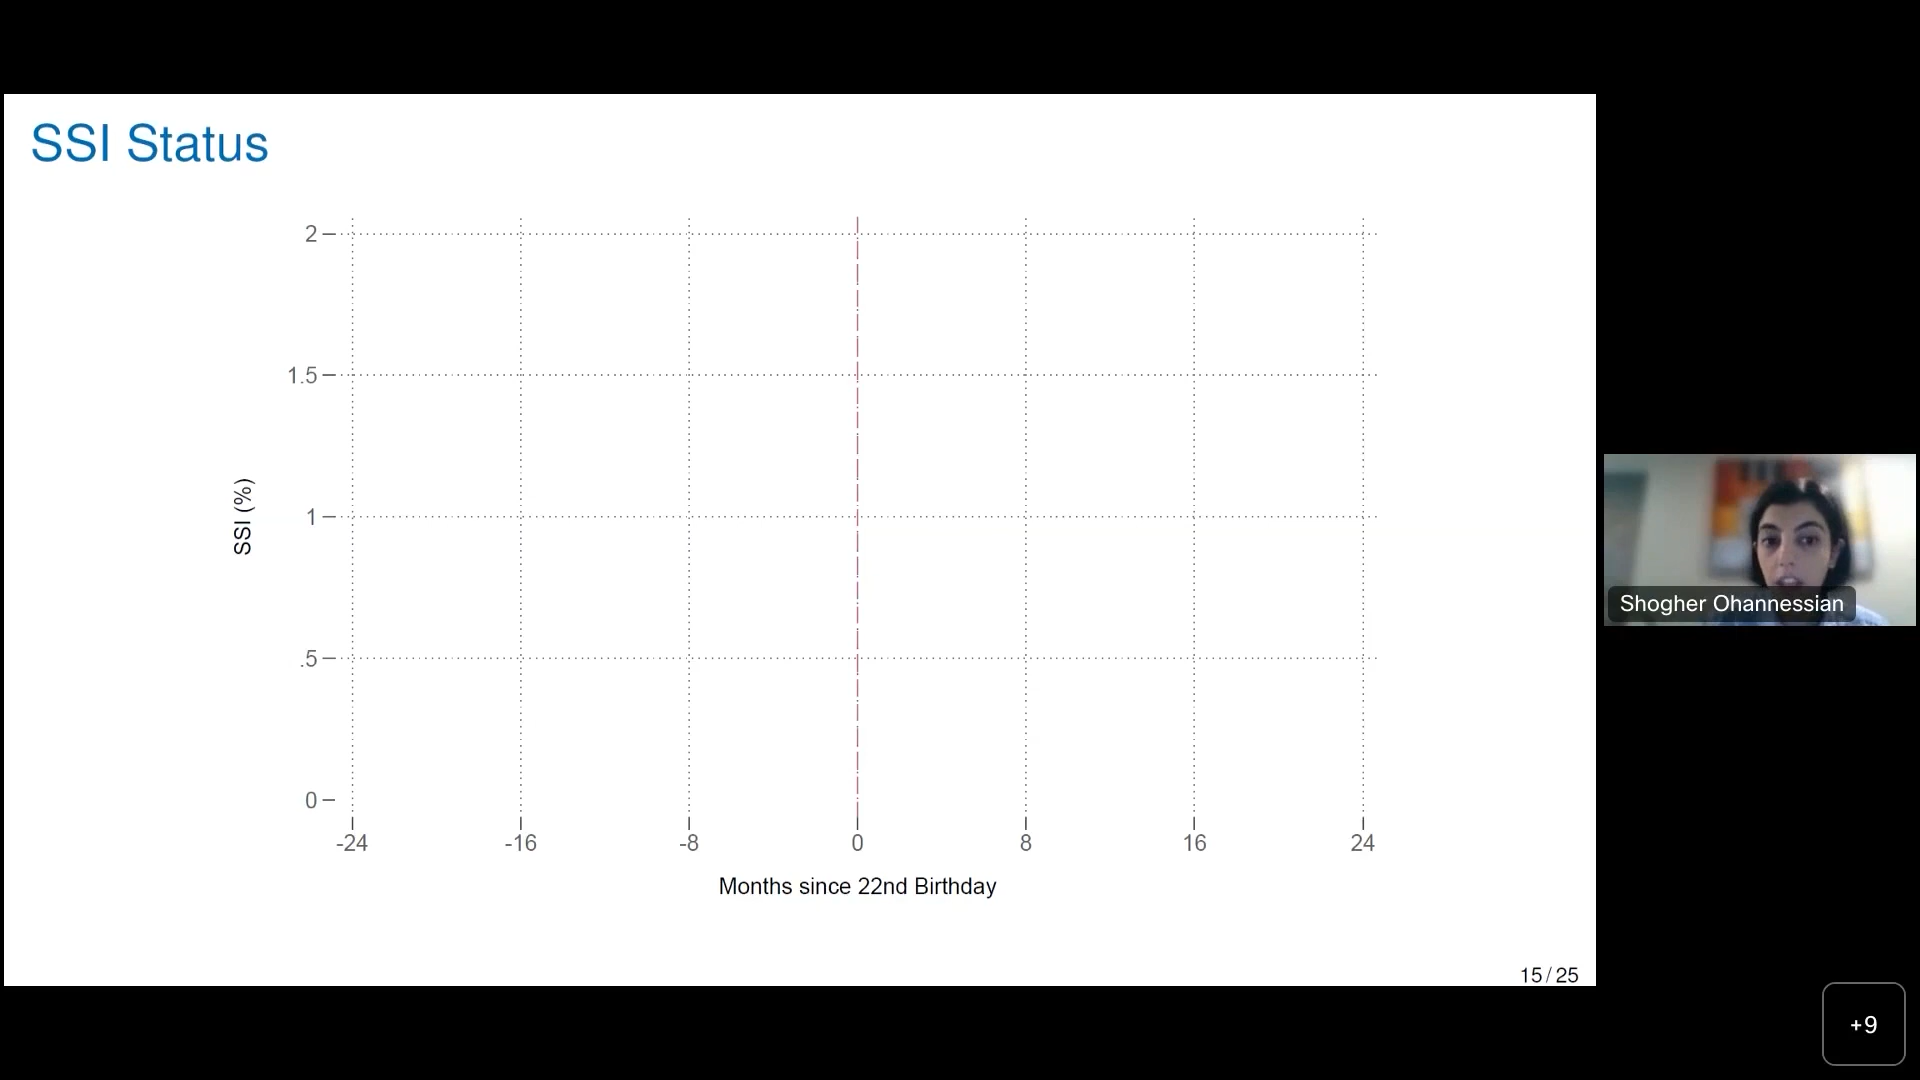 SSI Status
2
1.5
1
.5
0
SSI (%)
-24 -16 -8 0 8 16 24
Months since 22nd Birthday
15 / 25
Shogher Ohannessian
+9